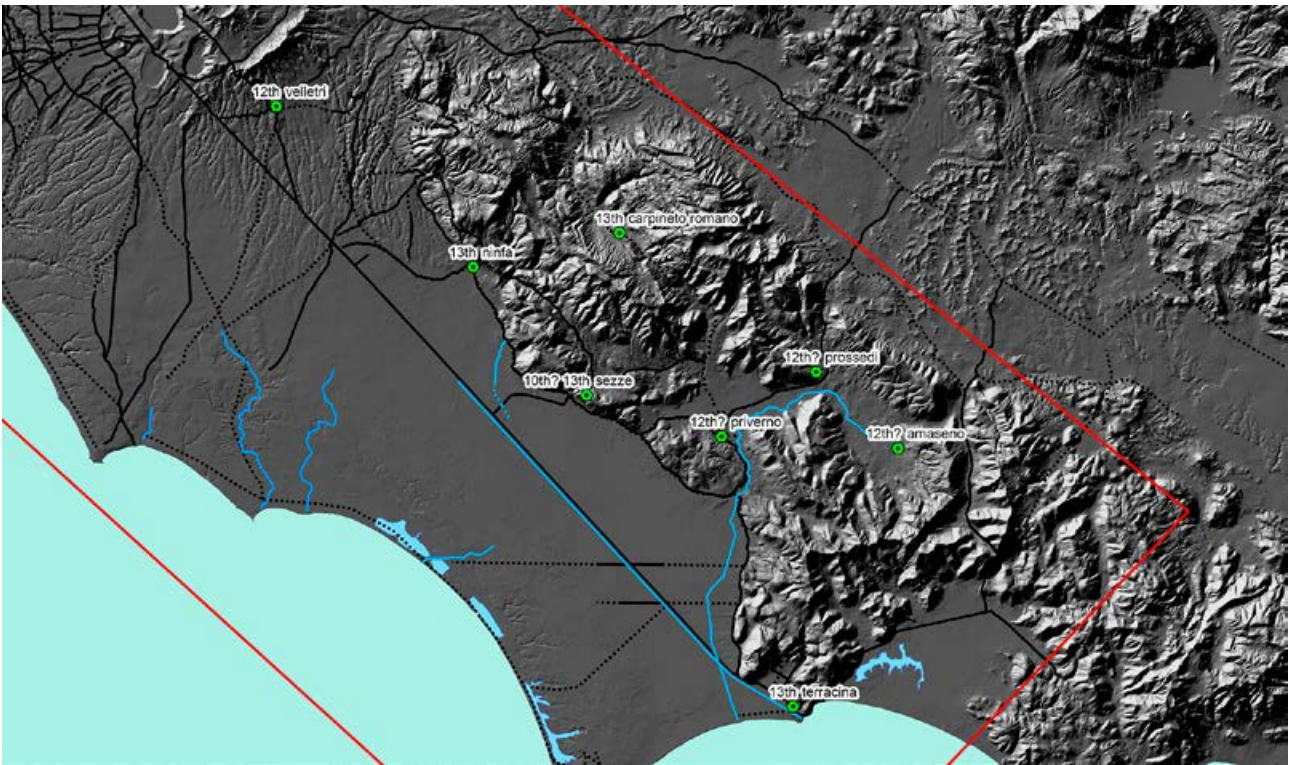 12th velletri
13th carpineto romano
13th ninfa
12th? prossedi
10th? 13th sezze
12th? priverno
12th? amaseno
13th terracina